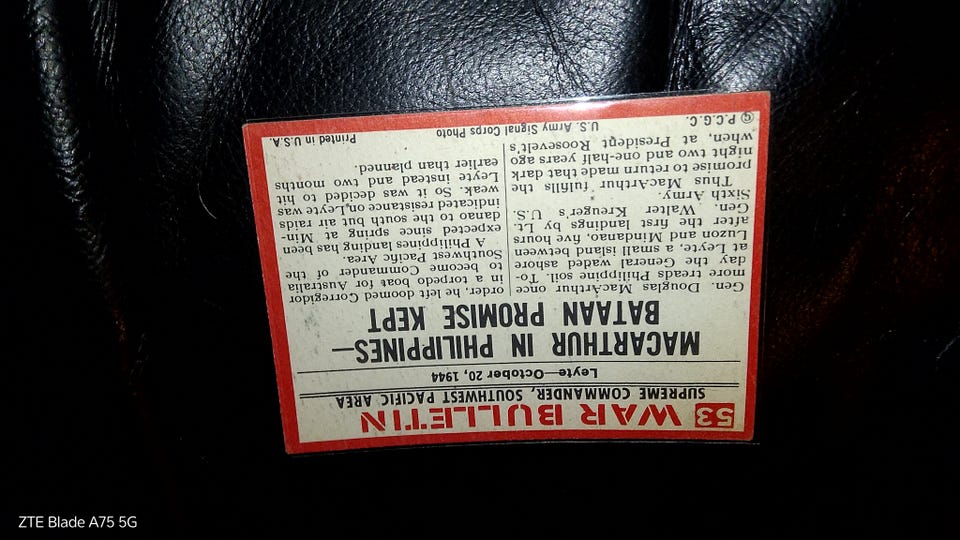 53 WAR BULLETIN
SUPREME COMMANDER, SOUTHWEST PACIFIC AREA
Leyte—October 20, 1944
MACARTHUR IN PHILIPPINES—
BATAAN PROMISE KEPT
Gen. Douglas MacArthur once
more treads Philippine soil. To-
day the General waded ashore
at Leyte, a small island between
Luzon and Mindanao, five hours
after the first landings by Lt.
Gen. Walter Kreuger's U.S.
Sixth Army.
Thus MacArthur fulfills the
promise to return made that dark
night two and one-half years ago
when, at President Roosevelt's
order, he left doomed Corregidor
in a torpedo boat for Australia
to become Commander of the
Southwest Pacific Area.
A Philippines landing has been
expected since spring at Min-
danao to the south but air raids
indicated resistance on Leyte was
weak. So it was decided to hit
Leyte instead and two months
earlier than planned.
© P.C.G.C. U.S. Army Signal Corps Photo Printed in U.S.A.
ZTE Blade A75 5G